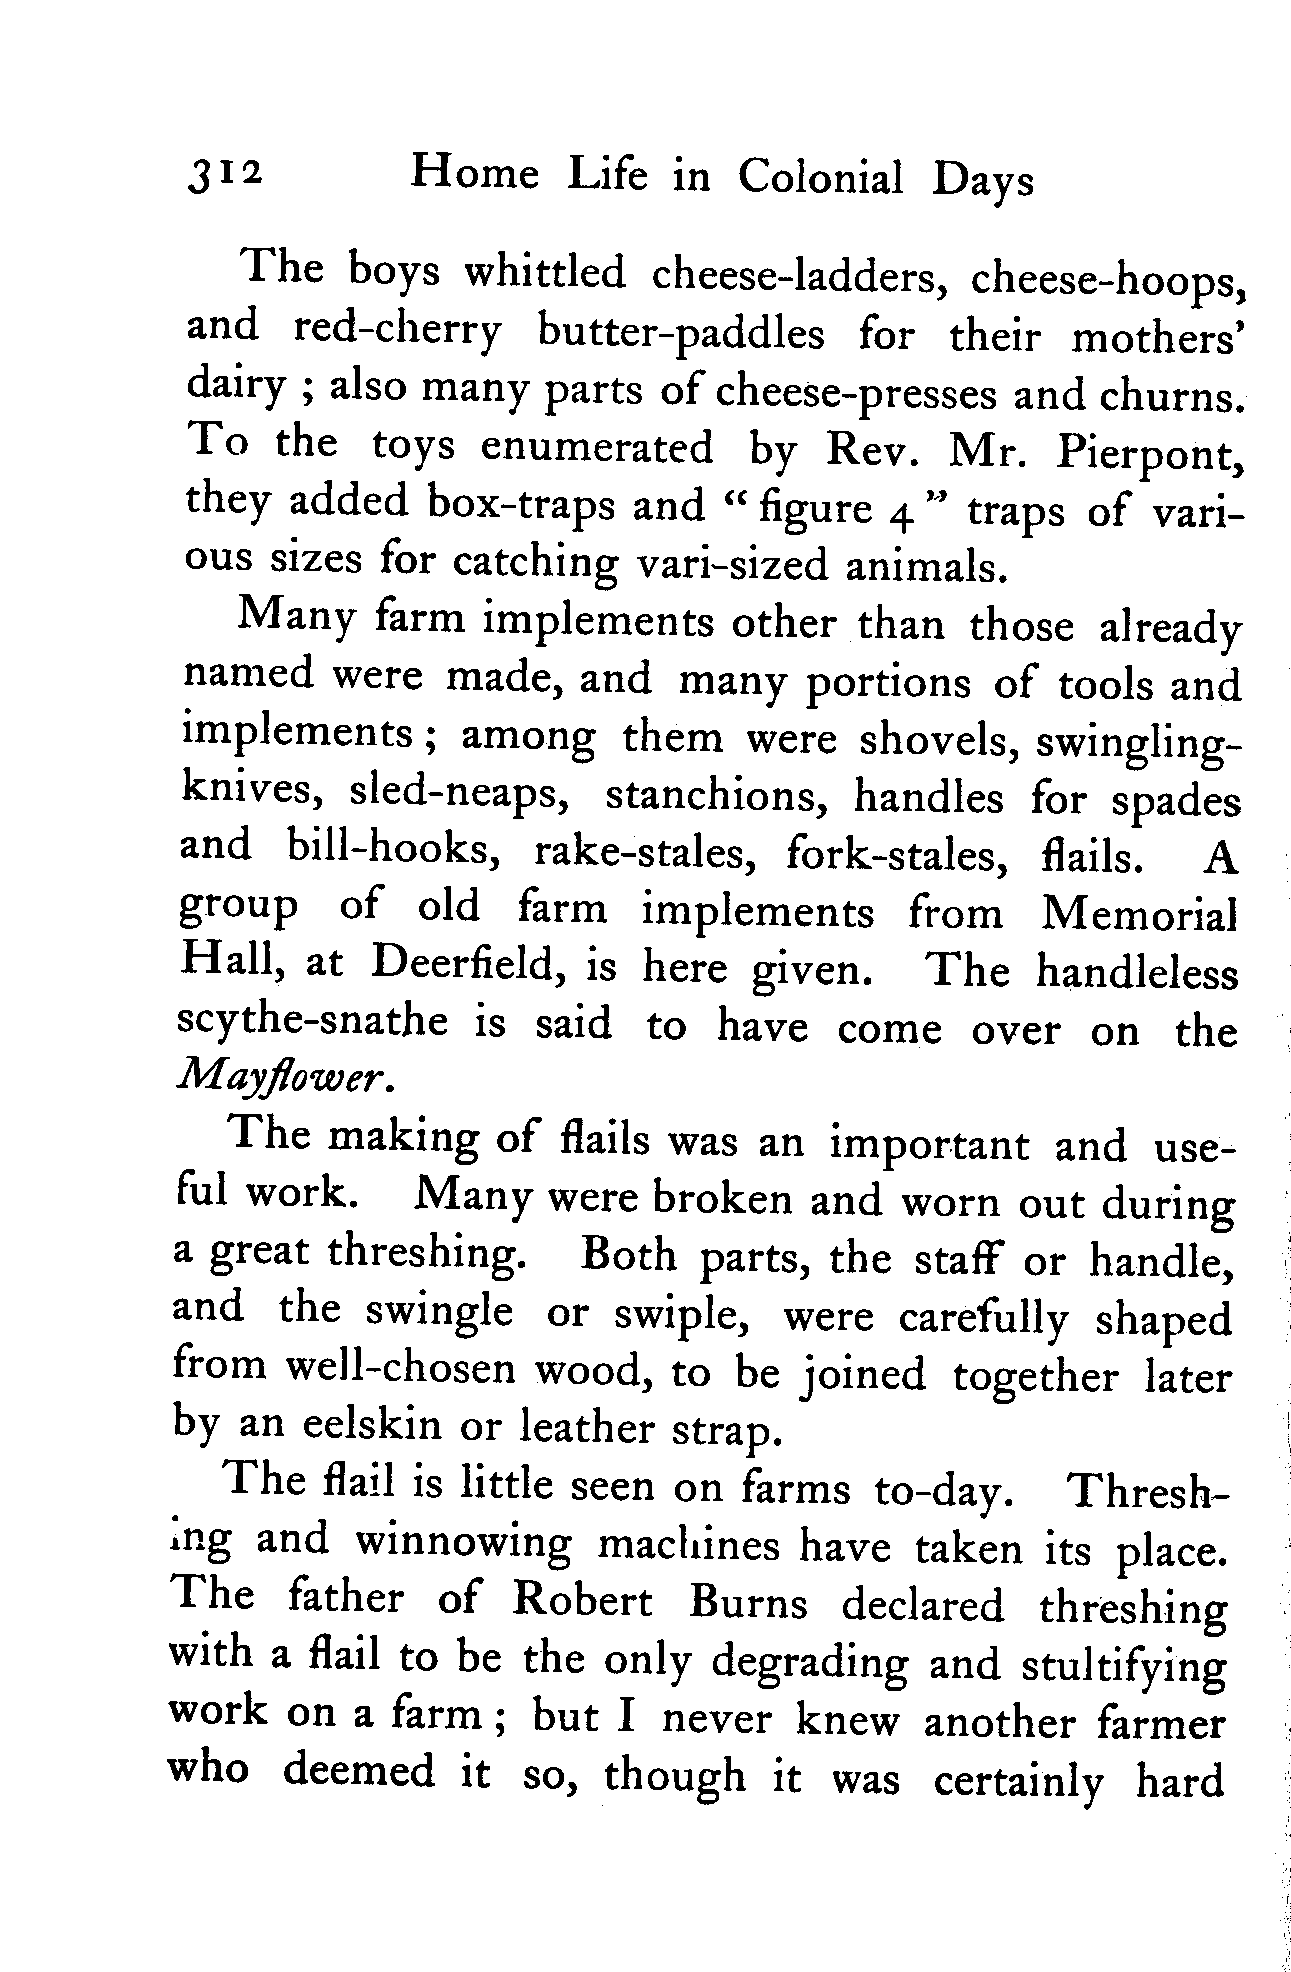 312 Home Life in Colonial Days
The boys whittled cheese-ladders, cheese-hoops,
and red-cherry butter-paddles for their mothers'
dairy ; also many parts of cheese-presses and churns.
To the toys enumerated by Rev. Mr. Pierpont,
they added box-traps and “ figure 4 ” traps of vari-
ous sizes for catching vari-sized animals.
Many farm implements other than those already
named were made, and many portions of tools and
implements ; among them were shovels, swingling-
knives, sled-neaps, stanchions, handles for spades
and bill-hooks, rake-stales, fork-stales, flails. A
group of old farm implements from Memorial
Hall, at Deerfield, is here given. The handleless
scythe-snathe is said to have come over on the
Mayflower.
The making of flails was an important and use-
ful work. Many were broken and worn out during
a great threshing. Both parts, the staff or handle,
and the swingle or swiple, were carefully shaped
from well-chosen wood, to be joined together later
by an eelskin or leather strap.
The flail is little seen on farms to-day. Thresh-
ing and winnowing machines have taken its place.
The father of Robert Burns declared threshing
with a flail to be the only degrading and stultifying
work on a farm ; but I never knew another farmer
who deemed it so, though it was certainly hard